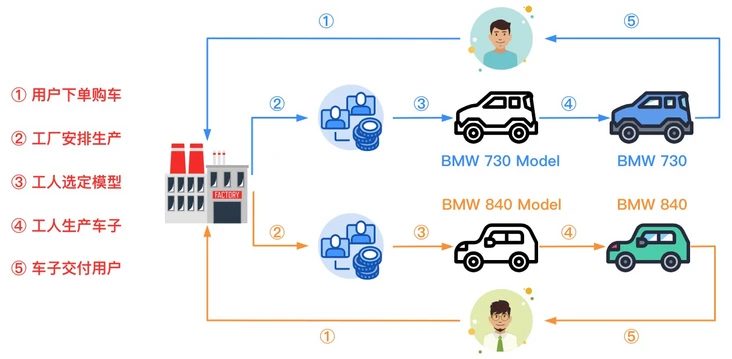 ① 用户下单购车
② 工厂安排生产
③ 工人选定模型
④ 工人生产车子
⑤ 车子交付用户
①
⑤
②
③
④
BMW 730 Model
BMW 730
FACTORY
BMW 840 Model
BMW 840
②
③
④
①
⑤